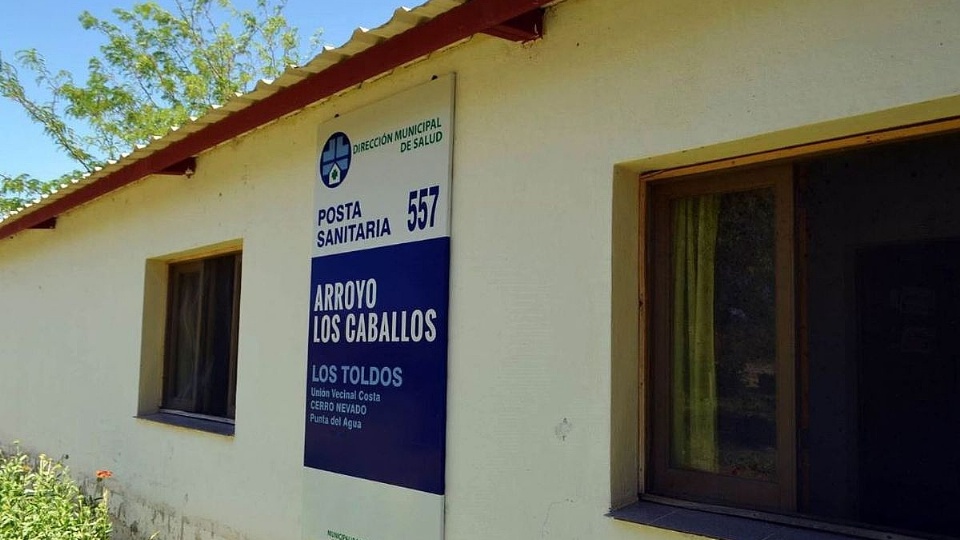 DIRECCIÓN MUNICIPAL
DE SALUD
POSTA
SANITARIA
557
ARROYO
LOS CABALLOS
LOS TOLDOS
Unión Vecinal Costa
CERRO NEVADO
Punta del Agua